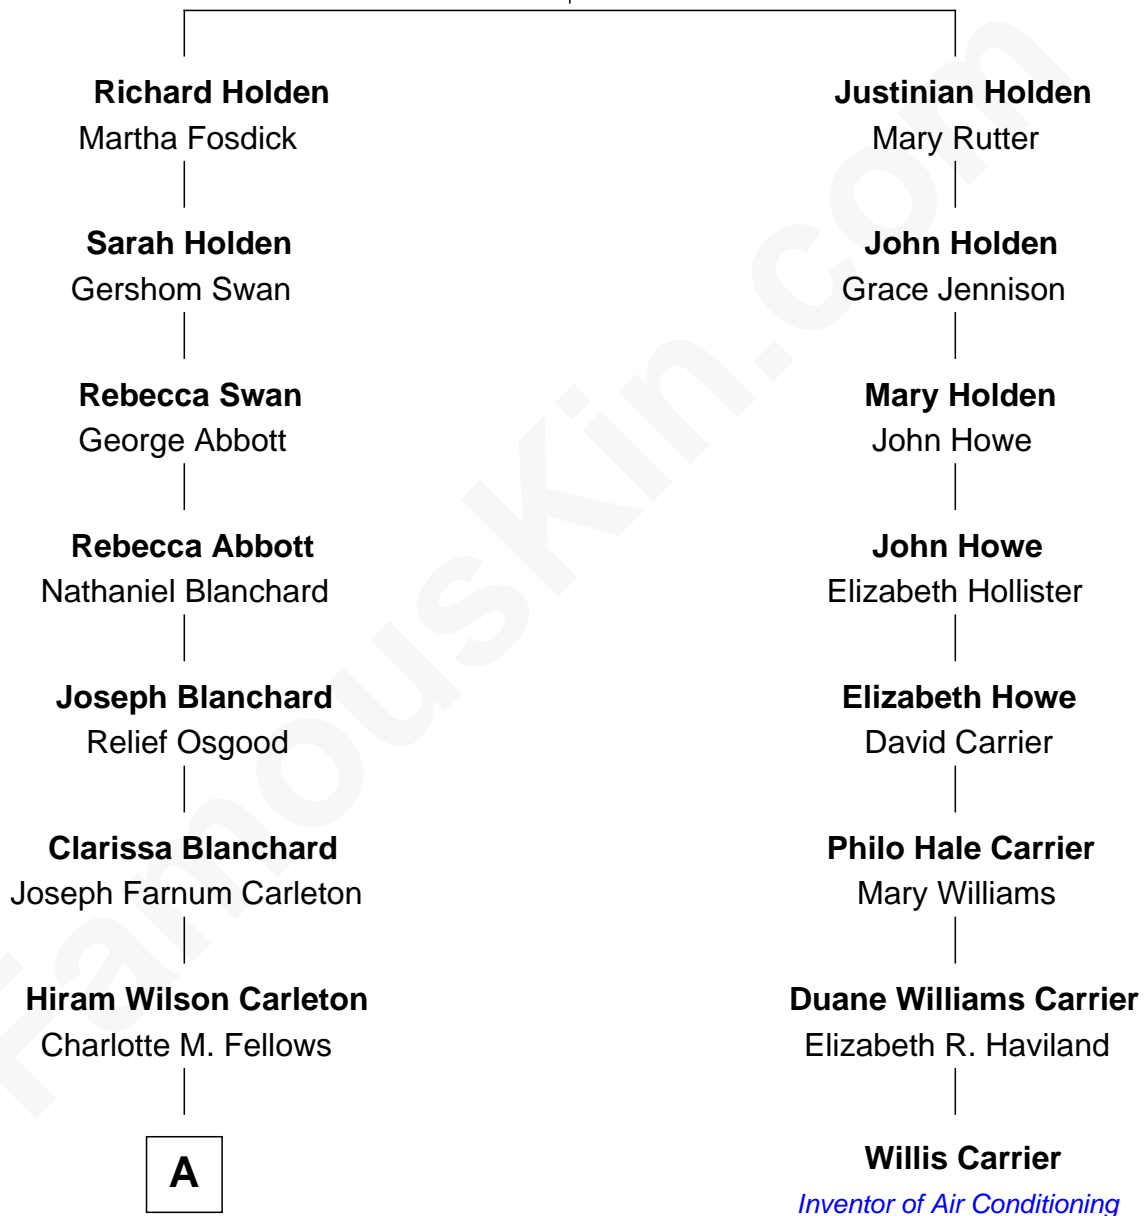 Richard Holden
Martha Fosdick
Sarah Holden
Gershom Swan
Rebecca Swan
George Abbott
Rebecca Abbott
Nathaniel Blanchard
Joseph Blanchard
Relief Osgood
Clarissa Blanchard
Joseph Farnum Carleton
Hiram Wilson Carleton
Charlotte M. Fellows
A
Justinian Holden
Mary Rutter
John Holden
Grace Jennison
Mary Holden
John Howe
John Howe
Elizabeth Hollister
Elizabeth Howe
David Carrier
Philo Hale Carrier
Mary Williams
Duane Williams Carrier
Elizabeth R. Haviland
Willis Carrier
Inventor of Air Conditioning
FamousKin.com